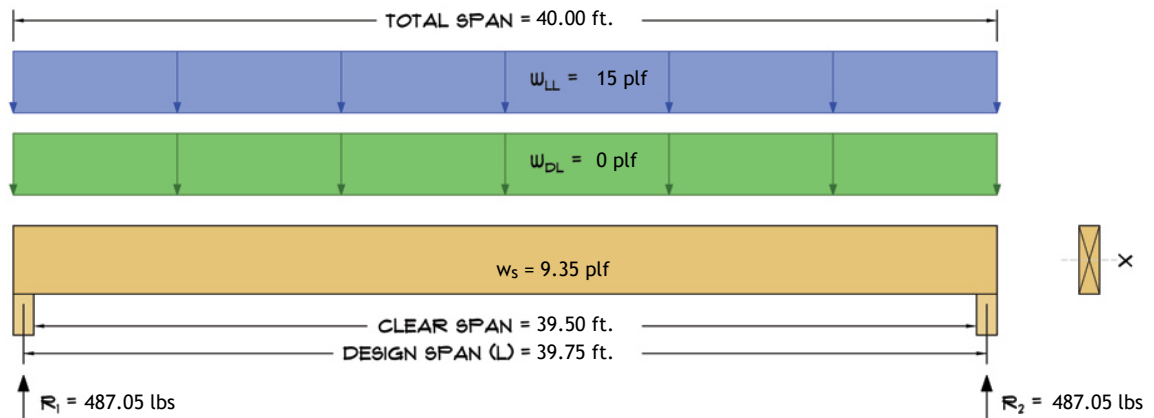 TOTAL SPAN = 40.00 ft.
WLL = 15 plf
WDL = 0 plf
ws = 9.35 plf
X
CLEAR SPAN = 39.50 ft.
DESIGN SPAN (L) = 39.75 ft.
R1 = 487.05 lbs
R2 = 487.05 lbs